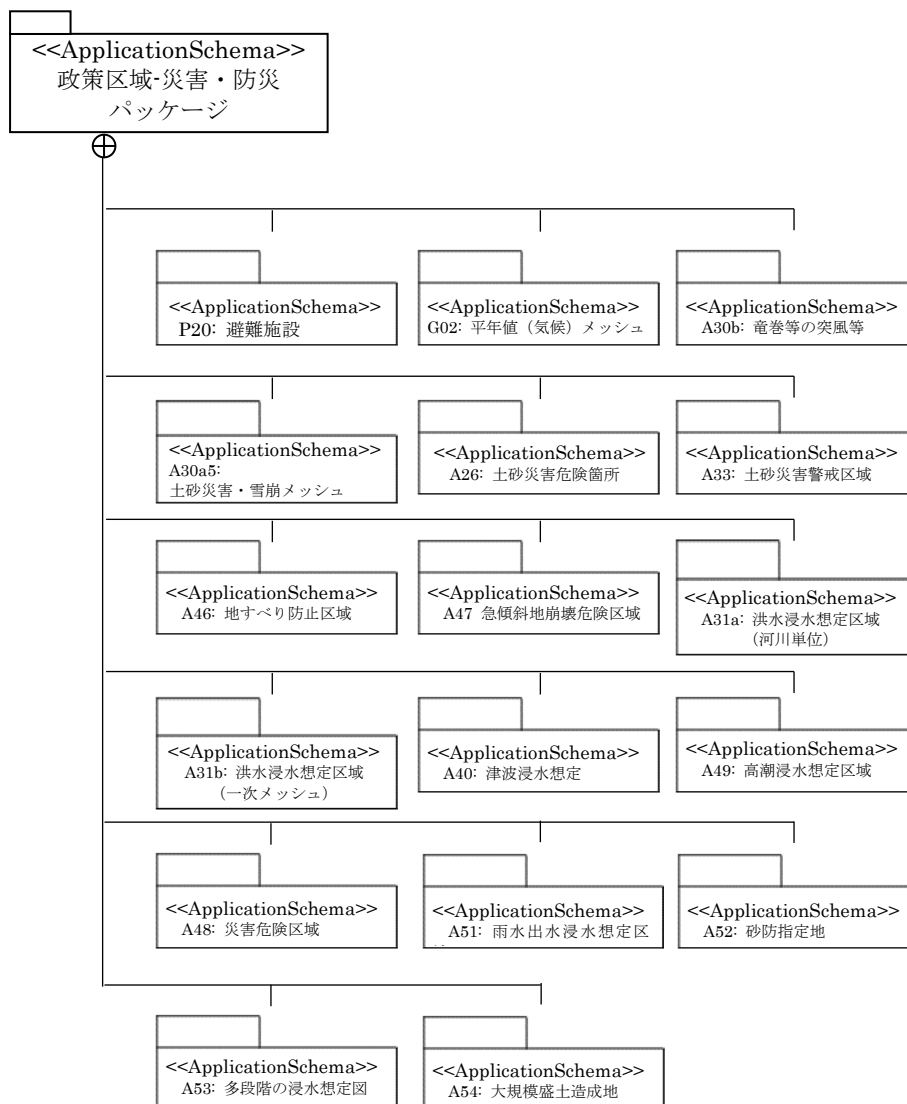 <<ApplicationSchema>>
政策区域-災害・防災
パッケージ
<<ApplicationSchema>>
P20: 避難施設
<<ApplicationSchema>>
G02: 平年値（気候）メッシュ
<<ApplicationSchema>>
A30b: 竜巻等の突風等
<<ApplicationSchema>>
A30a5:
土砂災害・雪崩メッシュ
<<ApplicationSchema>>
A26: 土砂災害危険箇所
<<ApplicationSchema>>
A33: 土砂災害警戒区域
<<ApplicationSchema>>
A46: 地すべり防止区域
<<ApplicationSchema>>
A47 急傾斜地崩壊危険区域
<<ApplicationSchema>>
A31a: 洪水浸水想定区域
（河川単位）
<<ApplicationSchema>>
A31b: 洪水浸水想定区域
（一次メッシュ）
<<ApplicationSchema>>
A40: 津波浸水想定
<<ApplicationSchema>>
A49: 高潮浸水想定区域
<<ApplicationSchema>>
A48: 災害危険区域
<<ApplicationSchema>>
A51: 雨水出水浸水想定区
<<ApplicationSchema>>
A52: 砂防指定地
<<ApplicationSchema>>
A53: 多段階の浸水想定図
<<ApplicationSchema>>
A54: 大規模盛土造成地